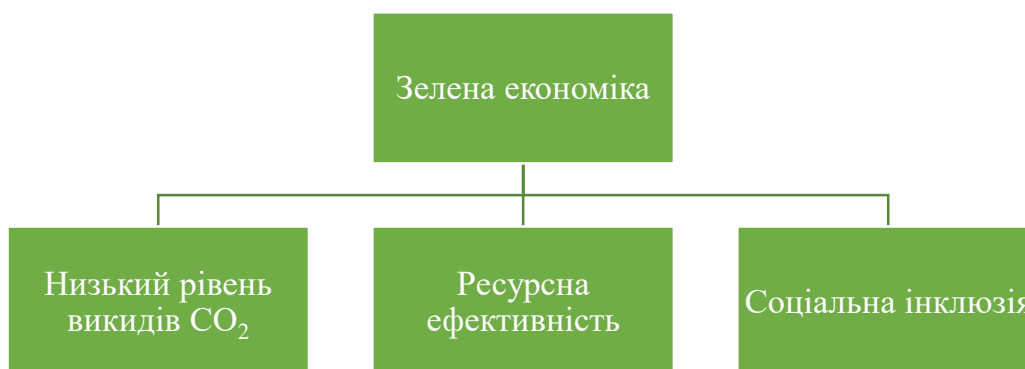 Зелена економіка
Низький рівень
викидів CO₂
Ресурсна
ефективність
Соціальна інклюзія